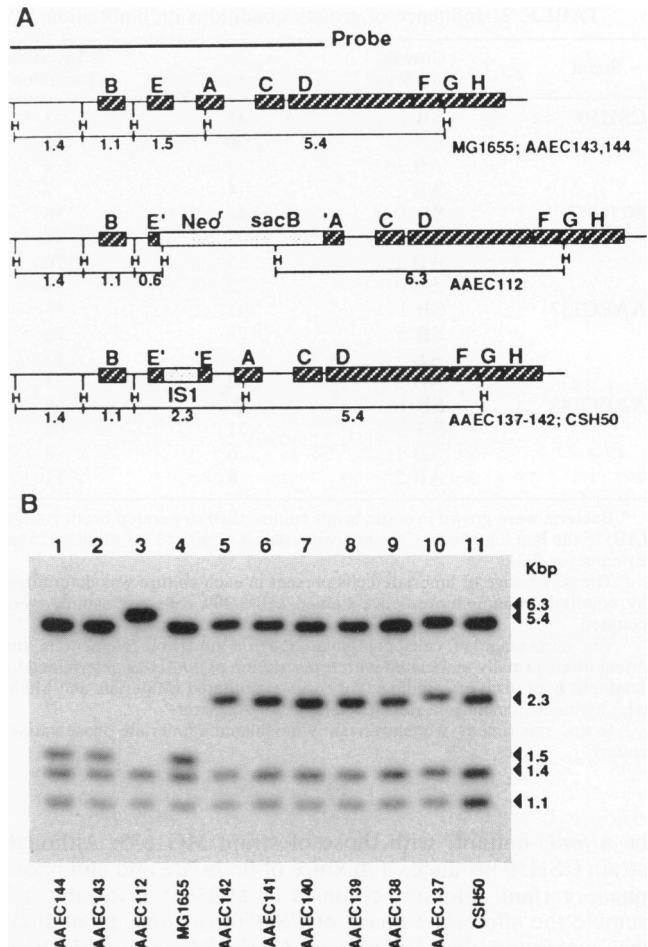 A
Probe
B E A C D F G H
H H H H H
1.4 1.1 1.5 5.4
MG1655; AAEC143,144
B E' Neoʳ sacB 'A C D F G H
H H H H H H
1.4 1.1 0.6 6.3
AAEC112
B E' 'E A C D F G H
IS1
H H H H H
1.4 1.1 2.3 5.4
AAEC137-142; CSH50
B
1 2 3 4 5 6 7 8 9 10 11
Kbp
6.3
5.4
2.3
1.5
1.4
1.1
AAEC144
AAEC143
AAEC112
MG1655
AAEC142
AAEC141
AAEC140
AAEC139
AAEC138
AAEC137
CSH50